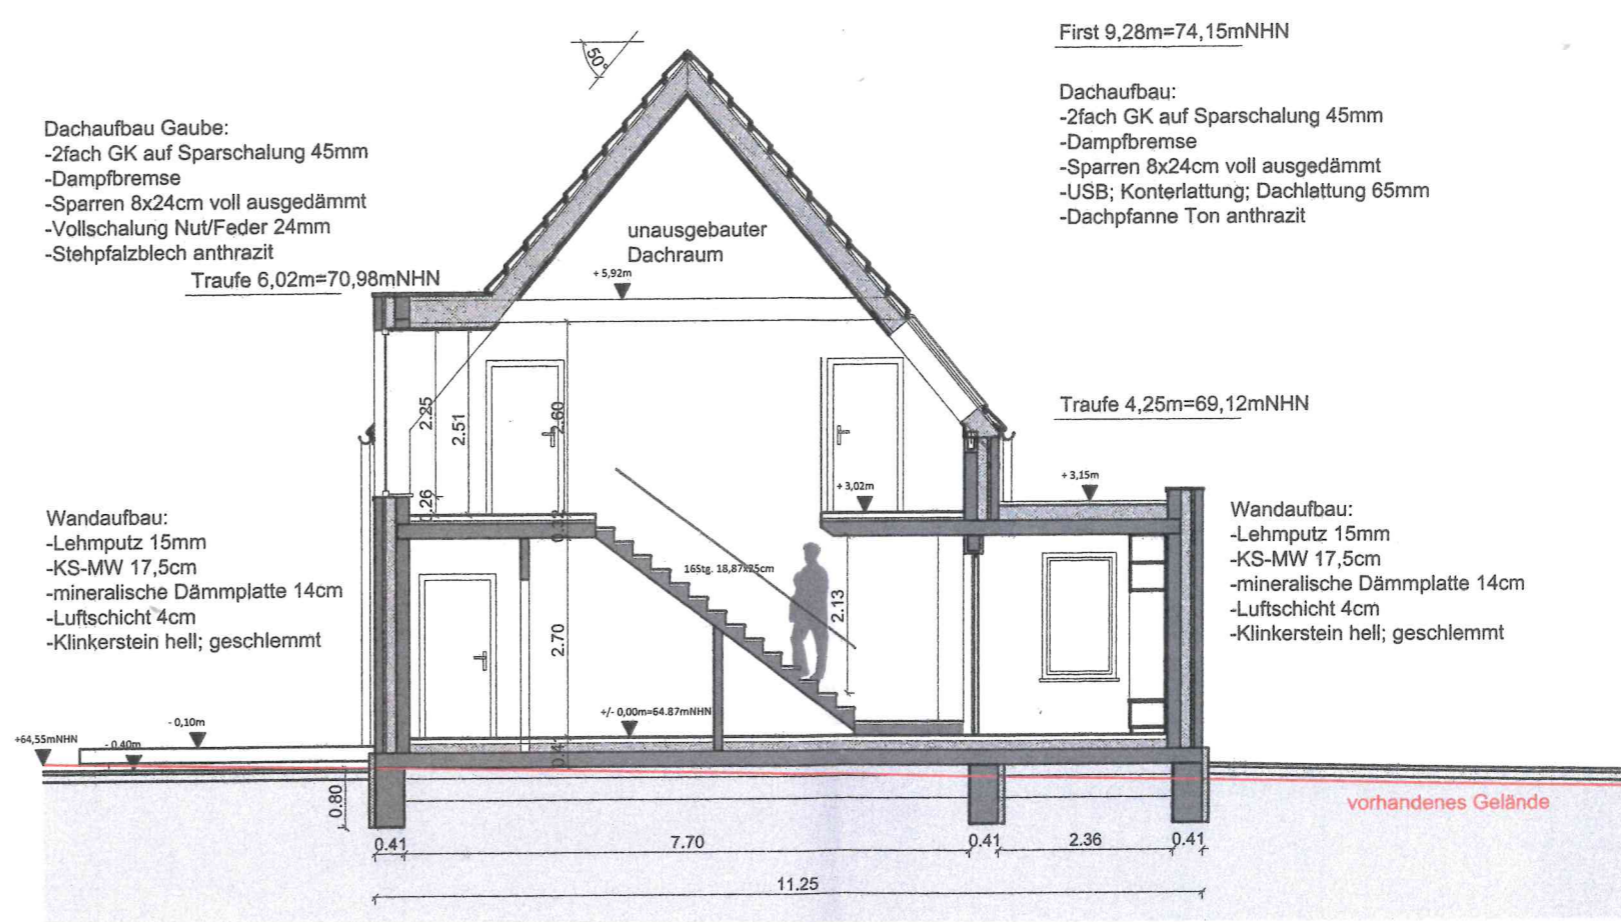 First 9,28m=74,15mNHN
50°
Dachaufbau:
-2fach GK auf Sparschalung 45mm
-Dampfbremse
-Sparren 8x24cm voll ausgedämmt
-USB; Konterlattung; Dachlattung 65mm
-Dachpfanne Ton anthrazit
Dachaufbau Gaube:
-2fach GK auf Sparschalung 45mm
-Dampfbremse
-Sparren 8x24cm voll ausgedämmt
-Vollschalung Nut/Feder 24mm
-Stehpfalzblech anthrazit
Traufe 6,02m=70,98mNHN
unausgebauter
Dachraum
+ 5,92m
Traufe 4,25m=69,12mNHN
2.25
2.51
2.60
0.26
+ 3,02m
+ 3,15m
Wandaufbau:
-Lehmputz 15mm
-KS-MW 17,5cm
-mineralische Dämmplatte 14cm
-Luftschicht 4cm
-Klinkerstein hell; geschlemmt
Wandaufbau:
-Lehmputz 15mm
-KS-MW 17,5cm
-mineralische Dämmplatte 14cm
-Luftschicht 4cm
-Klinkerstein hell; geschlemmt
16Stg. 18,87x25cm
2.13
2.70
+/- 0,00m=64.87mNHN
- 0,10m
+64,55mNHN
- 0,40m
0.80
vorhandenes Gelände
0.41
7.70
0.41
2.36
0.41
11.25